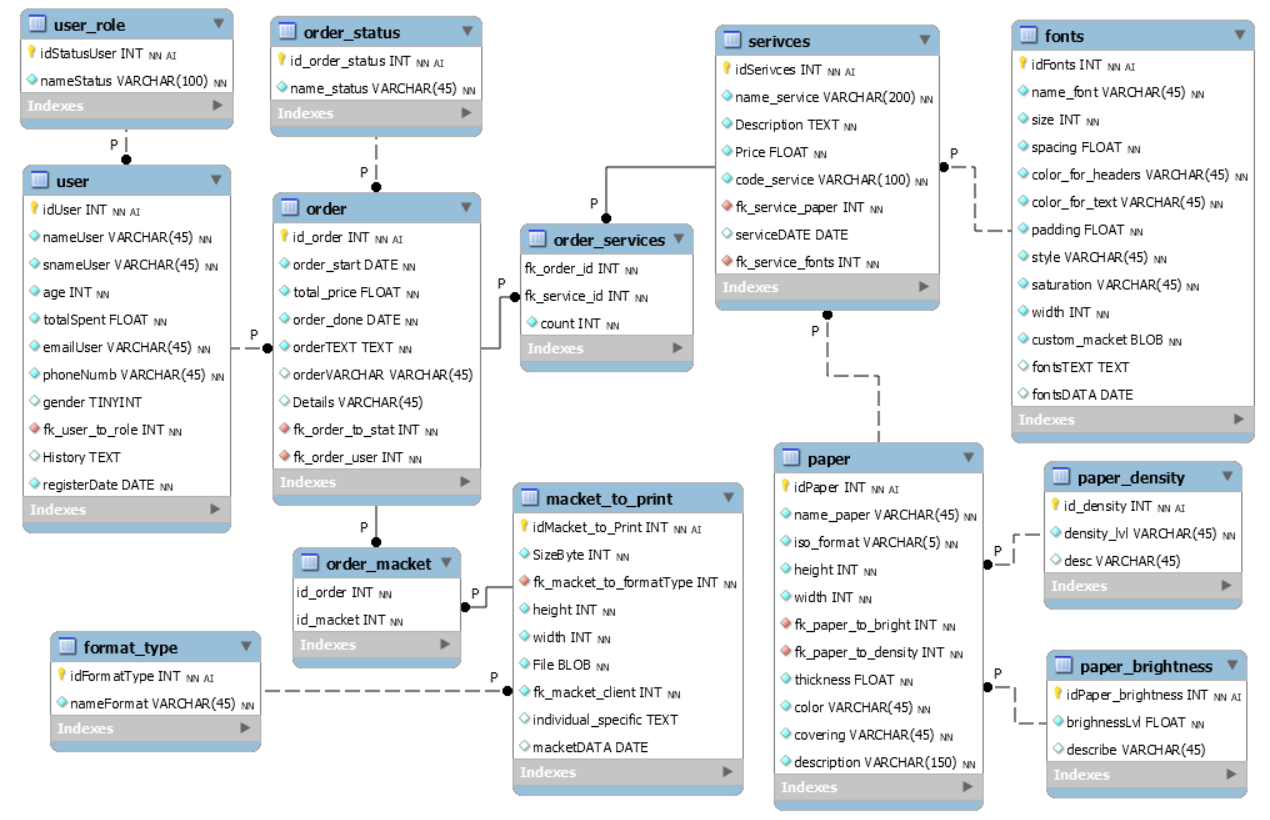 user_role
idStatusUser INT NN AI
nameStatus VARCHAR(100) NN
Indexes
order_status
id_order_status INT NN AI
name_status VARCHAR(45) NN
Indexes
P
P
user
idUser INT NN AI
nameUser VARCHAR(45) NN
snameUser VARCHAR(45) NN
age INT NN
totalSpent FLOAT NN
emailUser VARCHAR(45) NN
phoneNumb VARCHAR(45) NN
gender TINYINT
fk_user_to_role INT NN
History TEXT
registerDate DATE NN
Indexes
P
order
id_order INT NN AI
order_start DATE NN
total_price FLOAT NN
order_done DATE NN
orderTEXT TEXT NN
orderVARCHAR VARCHAR(45)
Details VARCHAR(45)
fk_order_to_stat INT NN
fk_order_user INT NN
Indexes
P
P
order_services
fk_order_id INT NN
fk_service_id INT NN
count INT NN
Indexes
serivces
idSerivces INT NN AI
name_service VARCHAR(200) NN
Description TEXT NN
Price FLOAT NN
code_service VARCHAR(100) NN
fk_service_paper INT NN
serviceDATE DATE
fk_service_fonts INT NN
Indexes
P
P
fonts
idFonts INT NN AI
name_font VARCHAR(45) NN
size INT NN
spacing FLOAT NN
color_for_headers VARCHAR(45) NN
color_for_text VARCHAR(45) NN
padding FLOAT NN
style VARCHAR(45) NN
saturation VARCHAR(45) NN
width INT NN
custom_macket BLOB NN
fontsTEXT TEXT
fontsDATA DATE
Indexes
P
order_macket
id_order INT NN
id_macket INT NN
Indexes
P
macket_to_print
idMacket_to_Print INT NN AI
SizeByte INT NN
fk_macket_to_formatType INT NN
height INT NN
width INT NN
File BLOB NN
fk_macket_client INT NN
individual_specific TEXT
macketDATA DATE
Indexes
format_type
idFormatType INT NN AI
nameFormat VARCHAR(45) NN
Indexes
P
paper
idPaper INT NN AI
name_paper VARCHAR(45) NN
iso_format VARCHAR(5) NN
height INT NN
width INT NN
fk_paper_to_bright INT NN
fk_paper_to_density INT NN
thickness FLOAT NN
color VARCHAR(45) NN
covering VARCHAR(45) NN
description VARCHAR(150) NN
Indexes
P
paper_density
id_density INT NN AI
density_lvl VARCHAR(45) NN
desc VARCHAR(45)
Indexes
P
paper_brightness
idPaper_brightness INT NN AI
brighnessLvl FLOAT NN
describe VARCHAR(45)
Indexes